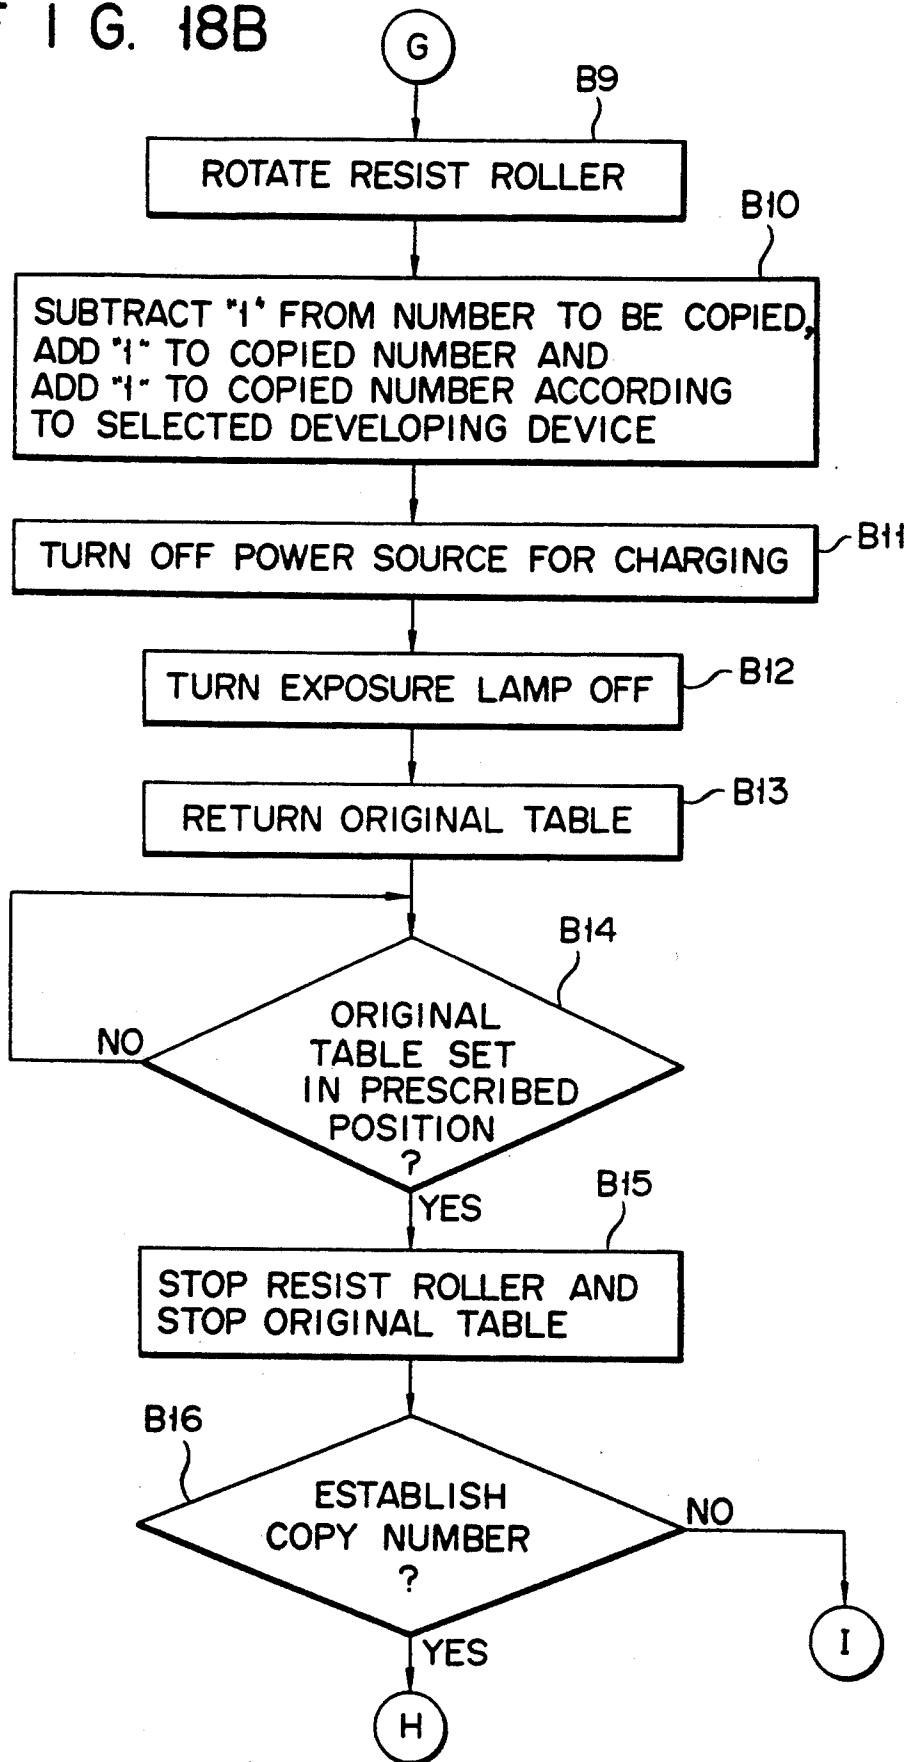 F I G. 18B
G
B9
ROTATE RESIST ROLLER
B10
SUBTRACT "1" FROM NUMBER TO BE COPIED,
ADD "1" TO COPIED NUMBER AND
ADD "1" TO COPIED NUMBER ACCORDING
TO SELECTED DEVELOPING DEVICE
TURN OFF POWER SOURCE FOR CHARGING
B11
TURN EXPOSURE LAMP OFF
B12
RETURN ORIGINAL TABLE
B13
B14
ORIGINAL
TABLE SET
IN PRESCRIBED
POSITION
?
NO
YES
B15
STOP RESIST ROLLER AND
STOP ORIGINAL TABLE
B16
ESTABLISH
COPY NUMBER
?
NO
I
YES
H